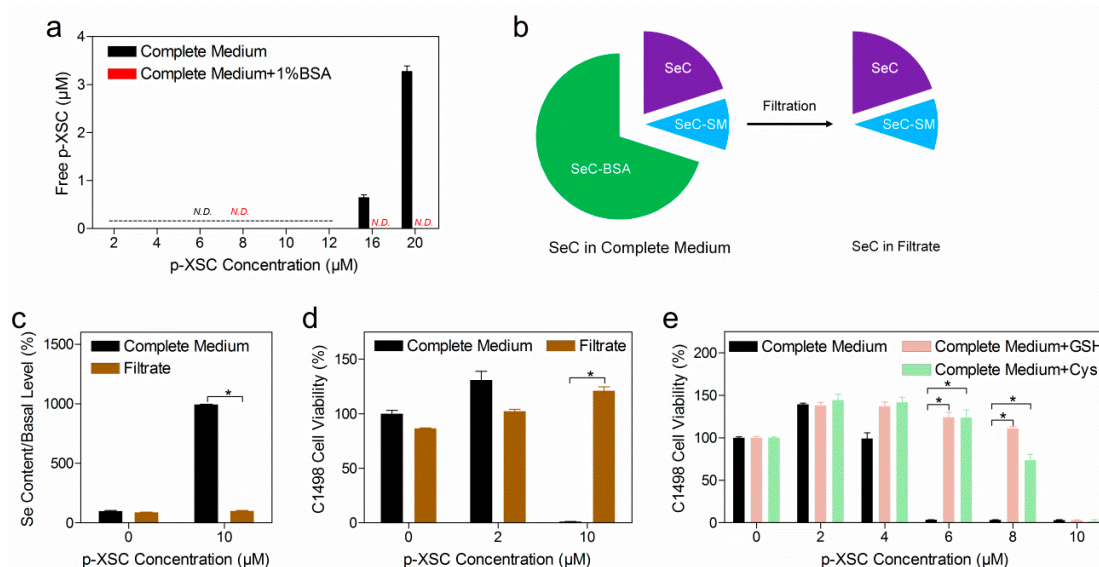 a
Free p-XSC (µM)
4
3
2
1
0
Complete Medium
Complete Medium+1%BSA
N.D. N.D. N.D. N.D.
2 4 6 8 10 12 16 20
p-XSC Concentration (µM)
b
SeC
SeC-SM
SeC-BSA
Filtration
SeC
SeC-SM
SeC in Complete Medium
SeC in Filtrate
c
Se Content/Basal Level (%)
1500
1000
500
0
Complete Medium
Filtrate
*
0 10
p-XSC Concentration (µM)
d
C1498 Cell Viability (%)
150
100
50
0
Complete Medium Filtrate
*
0 2 10
p-XSC Concentration (µM)
e
C1498 Cell Viability (%)
200
150
100
50
0
Complete Medium Complete Medium+GSH
Complete Medium+Cys
* *
* *
0 2 4 6 8 10
p-XSC Concentration (µM)